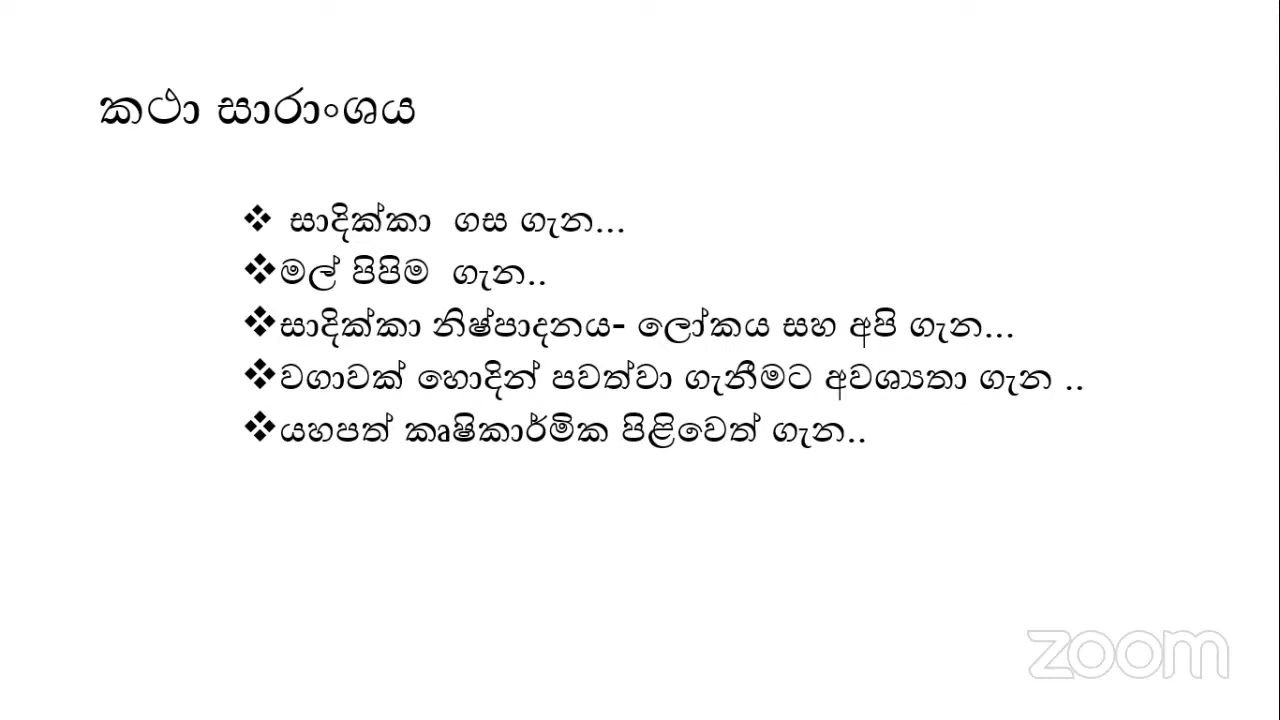 කථා සාරාංශය
❖ සාදික්කා ගස ගැන...
❖මල් පිපිම ගැන..
❖සාදික්කා නිෂ්පාදනය- ලෝකය සහ අපි ගැන...
❖වගාවක් හොදින් පවත්වා ගැනීමට අවශ්‍යතා ගැන ..
❖යහපත් කෘෂිකාර්මික පිළිවෙත් ගැන..
zoom